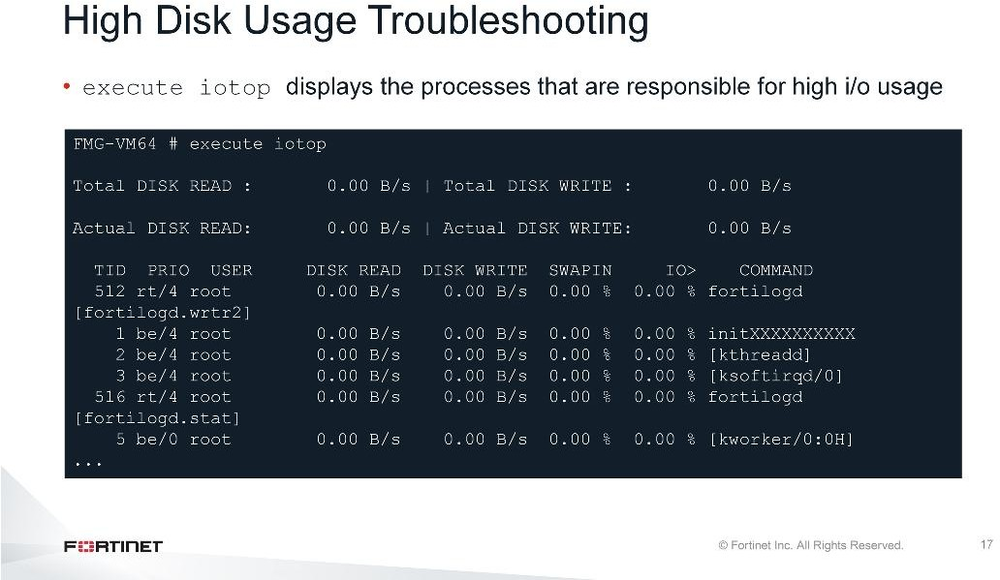 High Disk Usage Troubleshooting
• execute iotop displays the processes that are responsible for high i/o usage
FMG-VM64 # execute iotop
Total DISK READ :       0.00 B/s | Total DISK WRITE :       0.00 B/s
Actual DISK READ:       0.00 B/s | Actual DISK WRITE:       0.00 B/s
  TID  PRIO  USER     DISK READ  DISK WRITE  SWAPIN     IO>    COMMAND
  512 rt/4 root        0.00 B/s    0.00 B/s  0.00 %  0.00 % fortilogd
[fortilogd.wrtr2]
    1 be/4 root        0.00 B/s    0.00 B/s  0.00 %  0.00 % initXXXXXXXXXX
    2 be/4 root        0.00 B/s    0.00 B/s  0.00 %  0.00 % [kthreadd]
    3 be/4 root        0.00 B/s    0.00 B/s  0.00 %  0.00 % [ksoftirqd/0]
  516 rt/4 root        0.00 B/s    0.00 B/s  0.00 %  0.00 % fortilogd
[fortilogd.stat]
    5 be/0 root        0.00 B/s    0.00 B/s  0.00 %  0.00 % [kworker/0:0H]
...
FORTINET
© Fortinet Inc. All Rights Reserved.
17